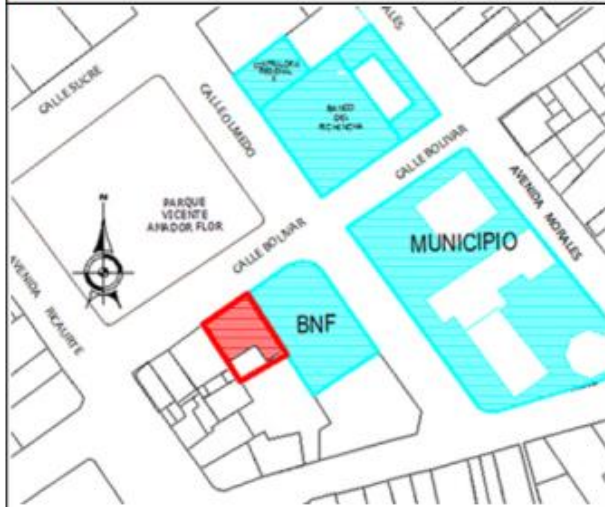 CALLE SUCRE
CALLE OLMEDO
BANCO
DEL
PICHINCHA
CALLE BOLIVAR
AVENIDA MORALES
PARQUE
VICENTE
AMADOR FLOR
N
CALLE BOLIVAR
MUNICIPIO
AVENIDA RICAURTE
BNF